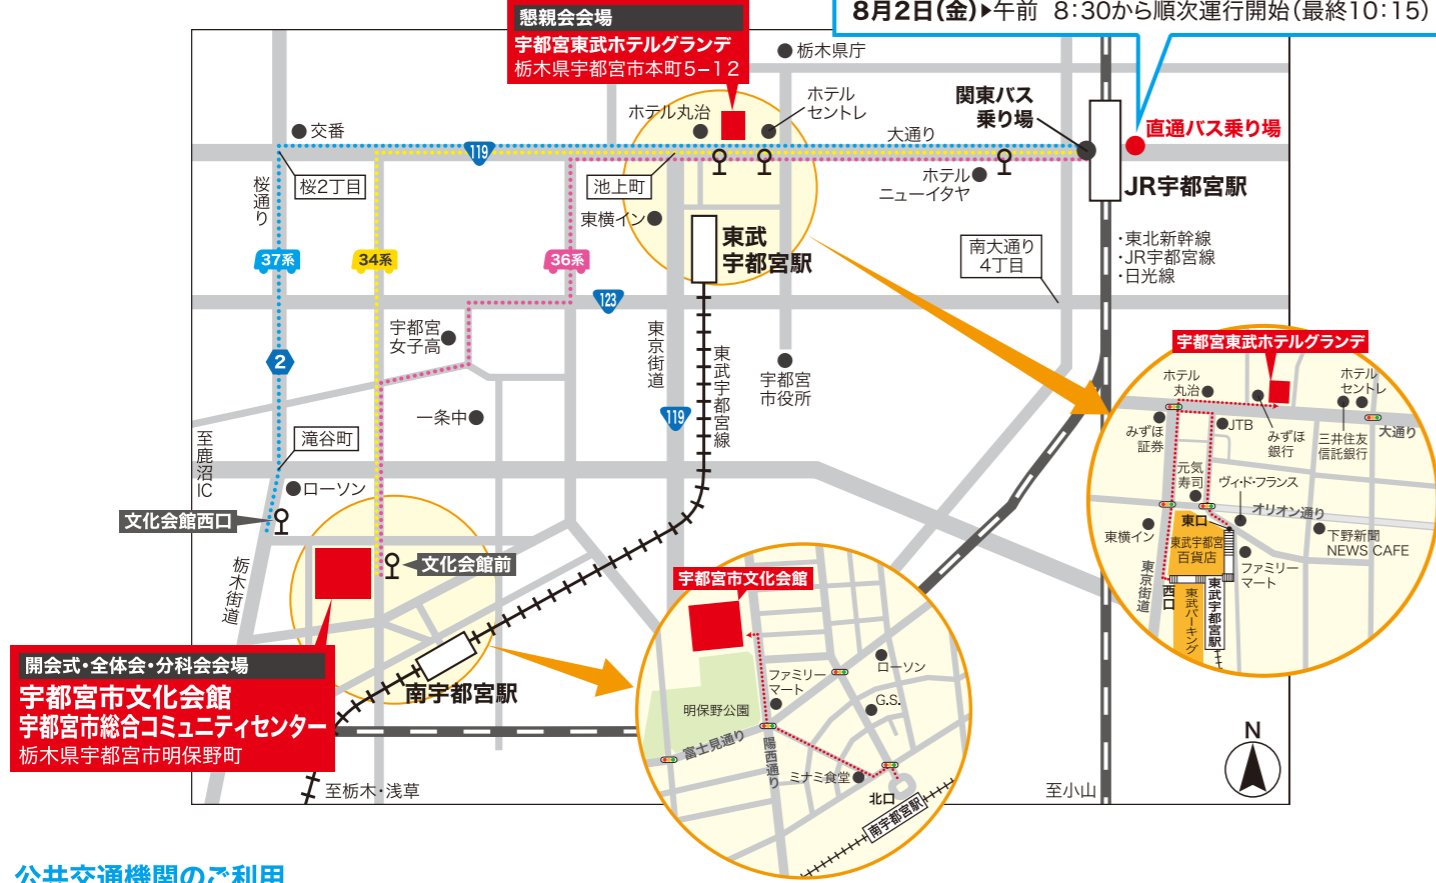 8月2日(金)▶午前 8:30から順次運行開始(最終10:15)
懇親会会場
宇都宮東武ホテルグランデ
栃木県宇都宮市本町5−12
栃木県庁
ホテル丸治
ホテル
セントレ
関東バス
乗り場
直通バス乗り場
交番
119
大通り
桜2丁目
池上町
ホテル
ニューイタヤ
JR宇都宮駅
桜通り
東横イン
東武
宇都宮駅
南大通り
4丁目
・東北新幹線
・JR宇都宮線
・日光線
37系
34系
36系
123
宇都宮
女子高
東京街道
東武宇都宮線
宇都宮
市役所
2
一条中
119
滝谷町
至鹿沼IC
ローソン
文化会館西口
文化会館前
栃木街道
開会式・全体会・分科会会場
宇都宮市文化会館
宇都宮市総合コミュニティセンター
栃木県宇都宮市明保野町
南宇都宮駅
至栃木・浅草
至小山
N
宇都宮東武ホテルグランデ
ホテル
丸治
ホテル
セントレ
みずほ
証券
JTB
みずほ
銀行
三井住友
信託銀行
大通り
元気
寿司
ヴィド・フランス
オリオン通り
東横イン
東口
東武宇都宮
百貨店
下野新聞
NEWS CAFE
ファミリー
マート
東京街道
西口
東武パーキング
東武宇都宮駅
宇都宮市文化会館
ファミリー
マート
ローソン
明保野公園
G.S.
富士見通り
陽西通り
ミナミ食堂
北口
南宇都宮駅
公共交通機関のご利用